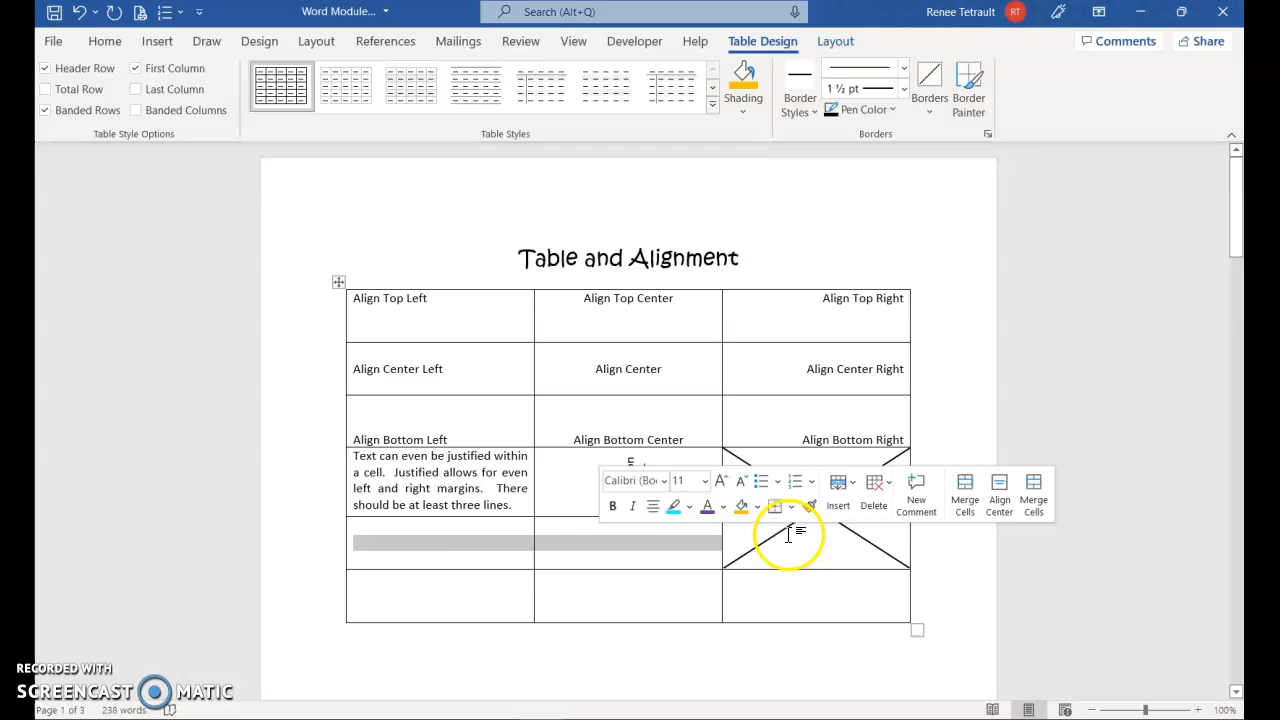 Word Module...
Search (Alt+Q)
Renee Tetrault
RT
File
Home
Insert
Draw
Design
Layout
References
Mailings
Review
View
Developer
Help
Table Design
Layout
Comments
Share
Header Row
First Column
Total Row
Last Column
Banded Rows
Banded Columns
Table Style Options
Table Styles
Shading
Border
Styles
1 ½ pt
Pen Color
Borders
Border
Painter
Borders
Table and Alignment
Align Top Left
Align Top Center
Align Top Right
Align Center Left
Align Center
Align Center Right
Align Bottom Left
Align Bottom Center
Align Bottom Right
Text can even be justified within
a cell. Justified allows for even
left and right margins. There
should be at least three lines.
Calibri (Bo
11
B
I
A
Insert
Delete
New
Comment
Merge
Cells
Align
Center
Merge
Cells
RECORDED WITH
SCREENCAST MATIC
Page 1 of 3
238 words
100%